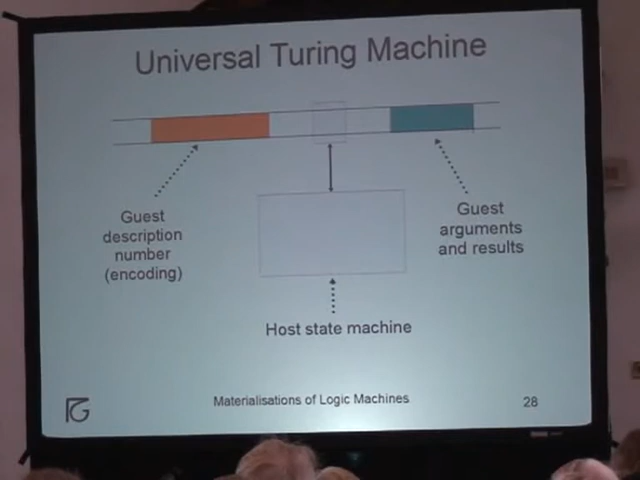 Universal Turing Machine
Guest
description
number
(encoding)
Guest
arguments
and results
Host state machine
Materialisations of Logic Machines
28